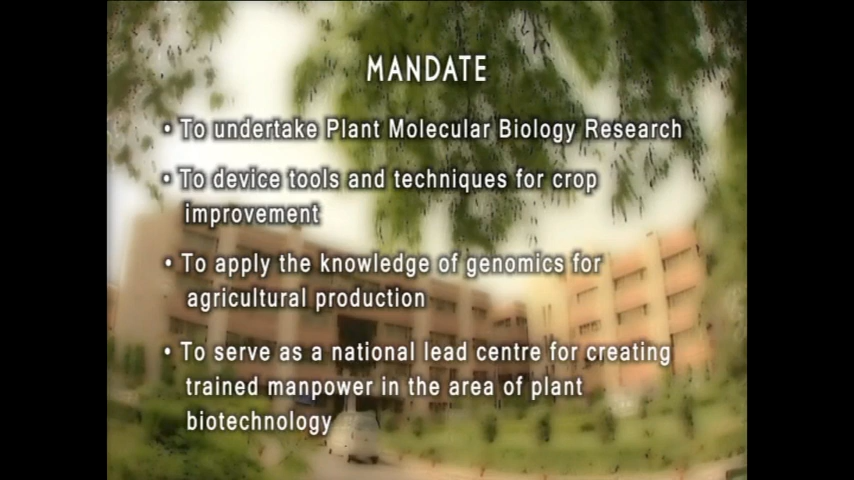 MANDATE
• To undertake Plant Molecular Biology Research
• To device tools and techniques for crop
improvement
• To apply the knowledge of genomics for
agricultural production
• To serve as a national lead centre for creating
trained manpower in the area of plant
biotechnology